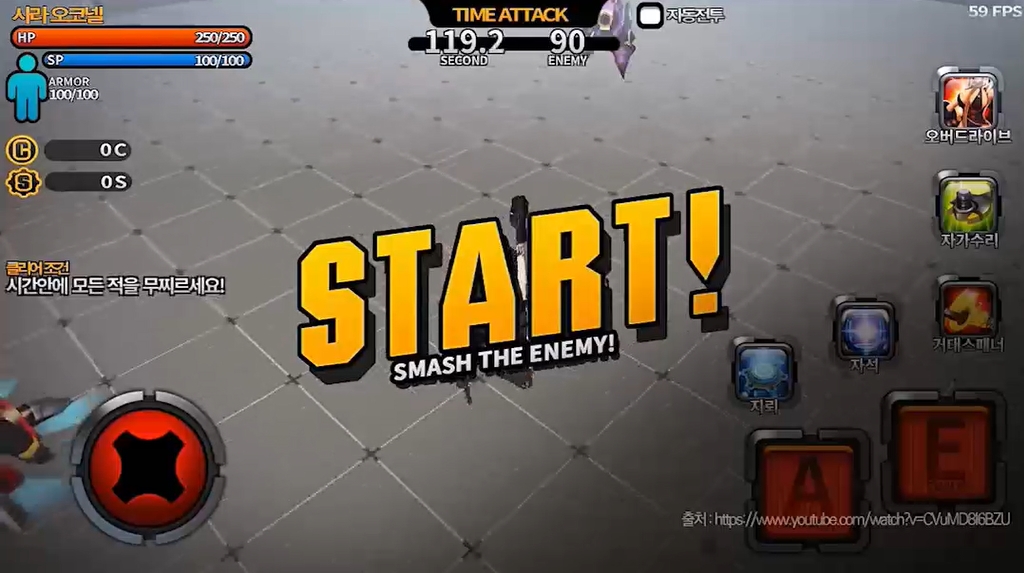 시라 오코넬
HP 250/250
SP 100/100
ARMOR
100/100
0 C
0 S
TIME ATTACK
119.2 90
SECOND ENEMY
자동전투
59 FPS
오버드라이브
자가수리
거대스패너
자석
지뢰
클리어 조건
시간안에 모든 적을 무찌르세요!
START!
SMASH THE ENEMY!
A
E
출처 : https://www.youtube.com/watch?v=CVuMD8I6BZU